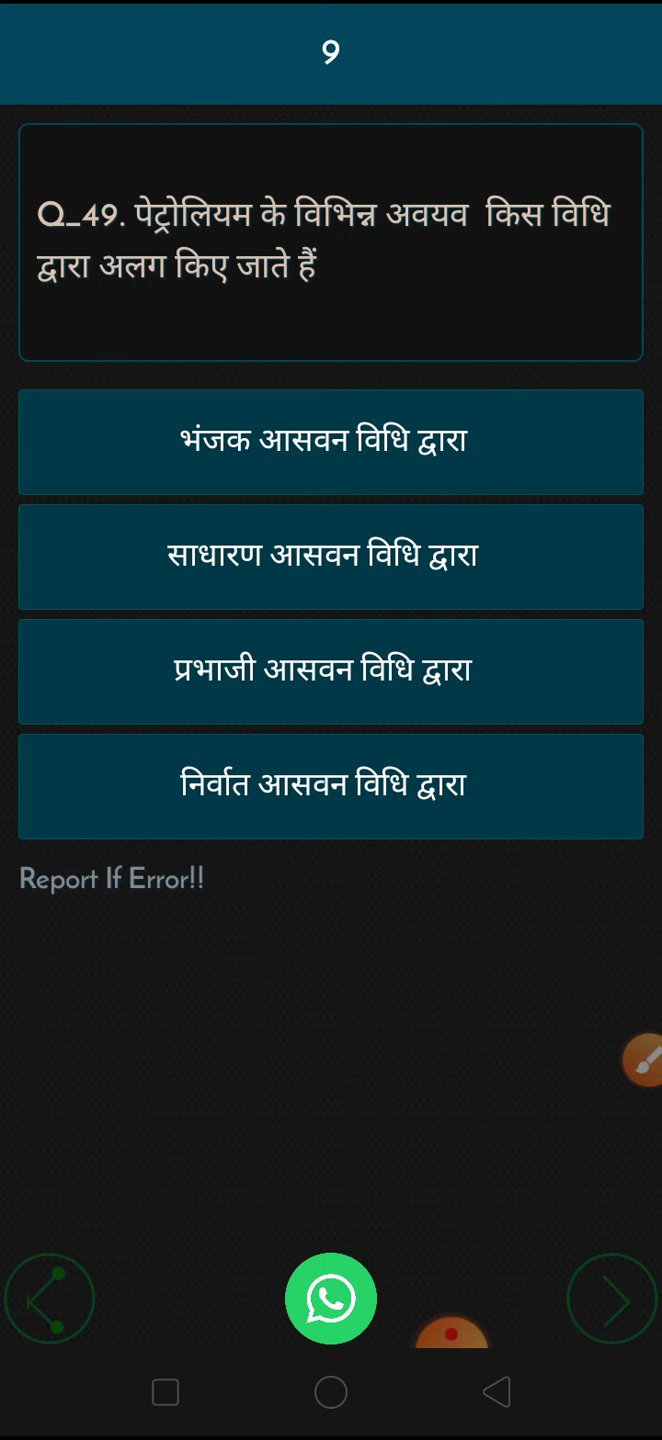 9
Q_49. पेट्रोलियम के विभिन्न अवयव  किस विधि
द्वारा अलग किए जाते हैं
भंजक आसवन विधि द्वारा
साधारण आसवन विधि द्वारा
प्रभाजी आसवन विधि द्वारा
निर्वात आसवन विधि द्वारा
Report If Error!!